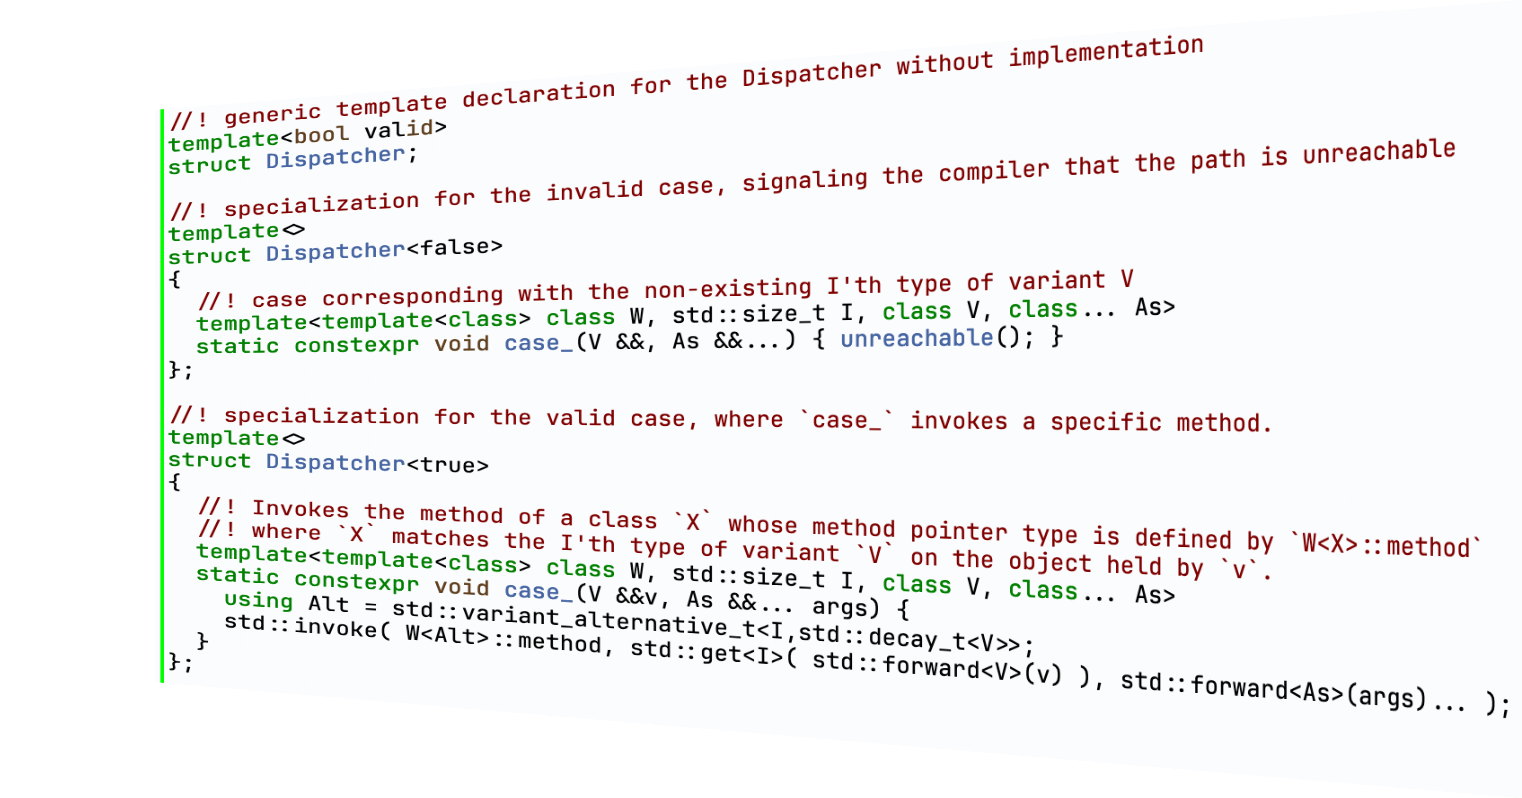 //! generic template declaration for the Dispatcher without implementation
template<bool valid>
struct Dispatcher;
//! specialization for the invalid case, signaling the compiler that the path is unreachable
template<>
struct Dispatcher<false>
{
//! case corresponding with the non-existing I'th type of variant V
template<template<class> class W, std::size_t I, class V, class... As>
static constexpr void case_(V &&, As &&...) { unreachable(); }
};
//! specialization for the valid case, where `case_` invokes a specific method.
template<>
struct Dispatcher<true>
{
//! Invokes the method of a class `X` whose method pointer type is defined by `W<X>::method`
//! where `X` matches the I'th type of variant `V` on the object held by `v`.
template<template<class> class W, std::size_t I, class V, class... As>
static constexpr void case_(V &&v, As &&... args) {
using Alt = std::variant_alternative_t<I,std::decay_t<V>>;
std::invoke( W<Alt>::method, std::get<I>( std::forward<V>(v) ), std::forward<As>(args)... );
}
};